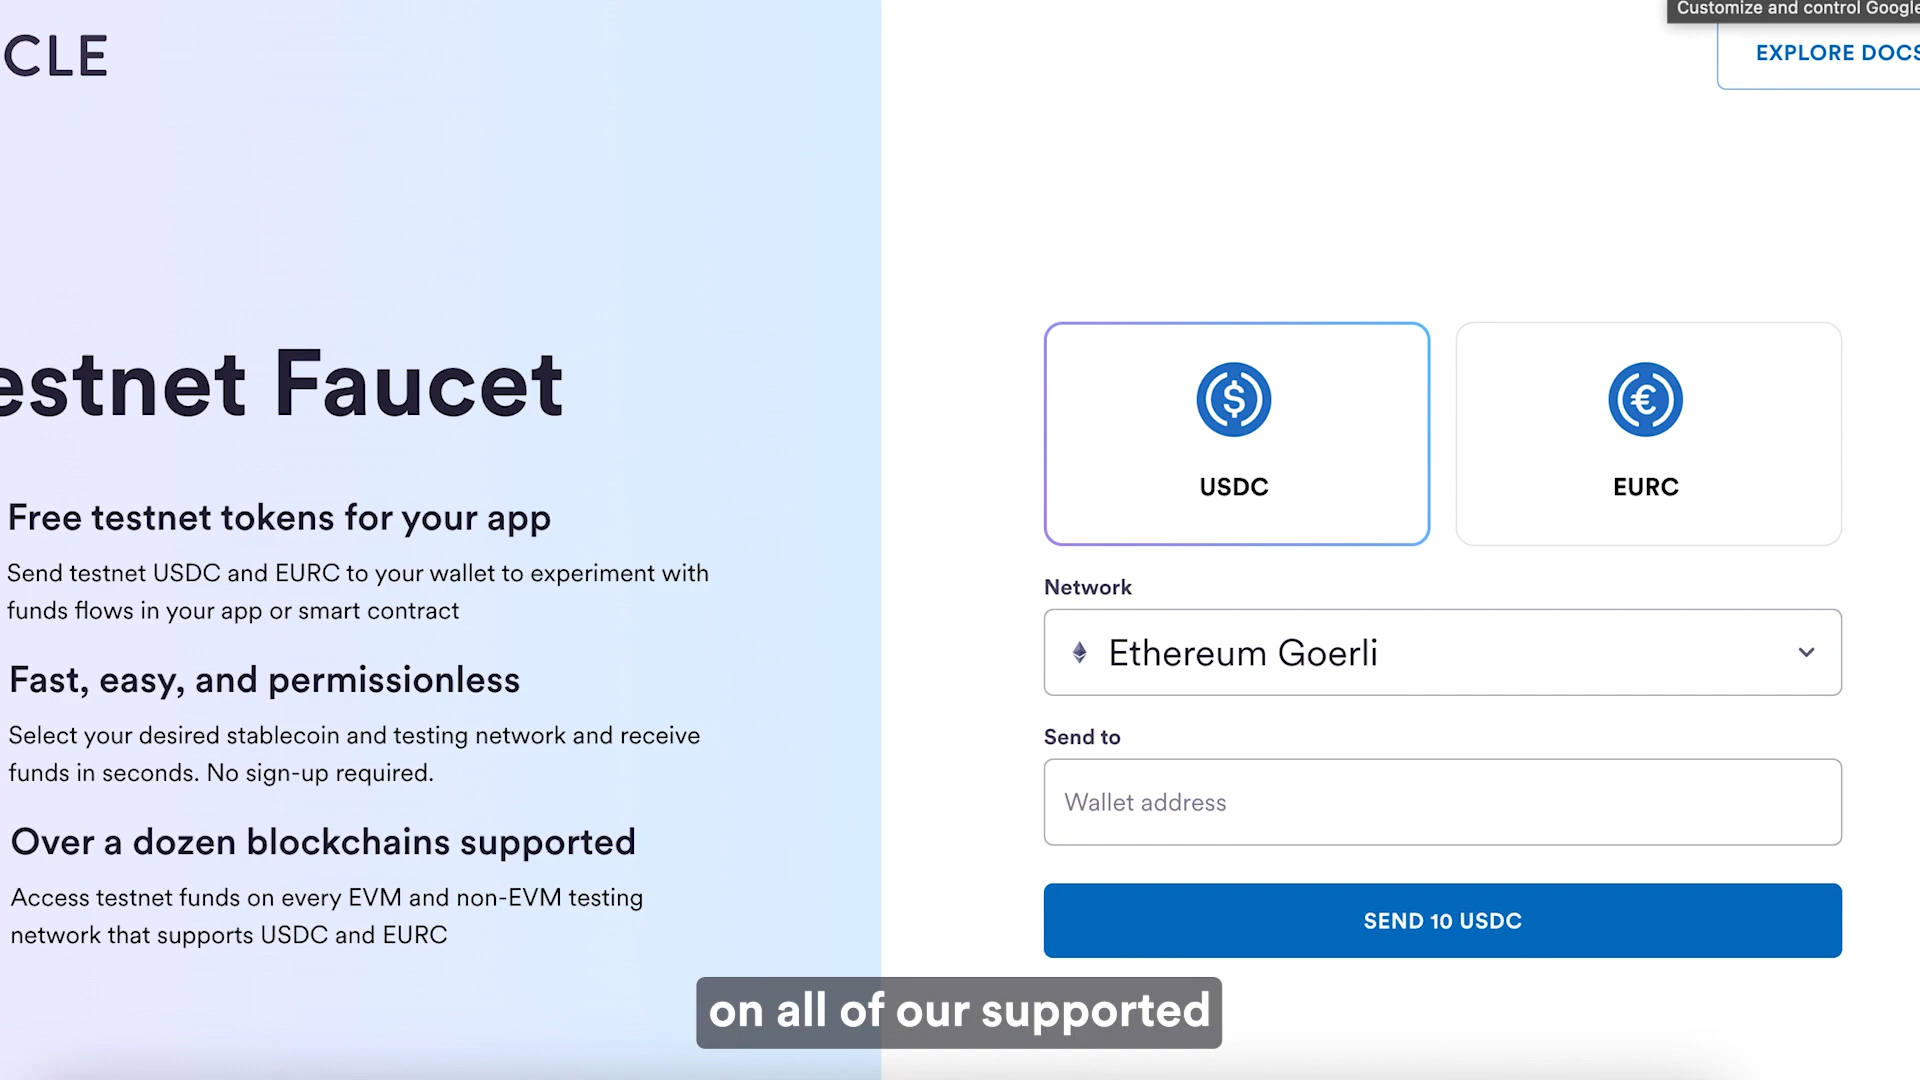 CLE
Customize and control Google
EXPLORE DOCS
estnet Faucet
Free testnet tokens for your app
Send testnet USDC and EURC to your wallet to experiment with
funds flows in your app or smart contract
Fast, easy, and permissionless
Select your desired stablecoin and testing network and receive
funds in seconds. No sign-up required.
Over a dozen blockchains supported
Access testnet funds on every EVM and non-EVM testing
network that supports USDC and EURC
USDC
EURC
Network
Ethereum Goerli
Send to
Wallet address
SEND 10 USDC
on all of our supported